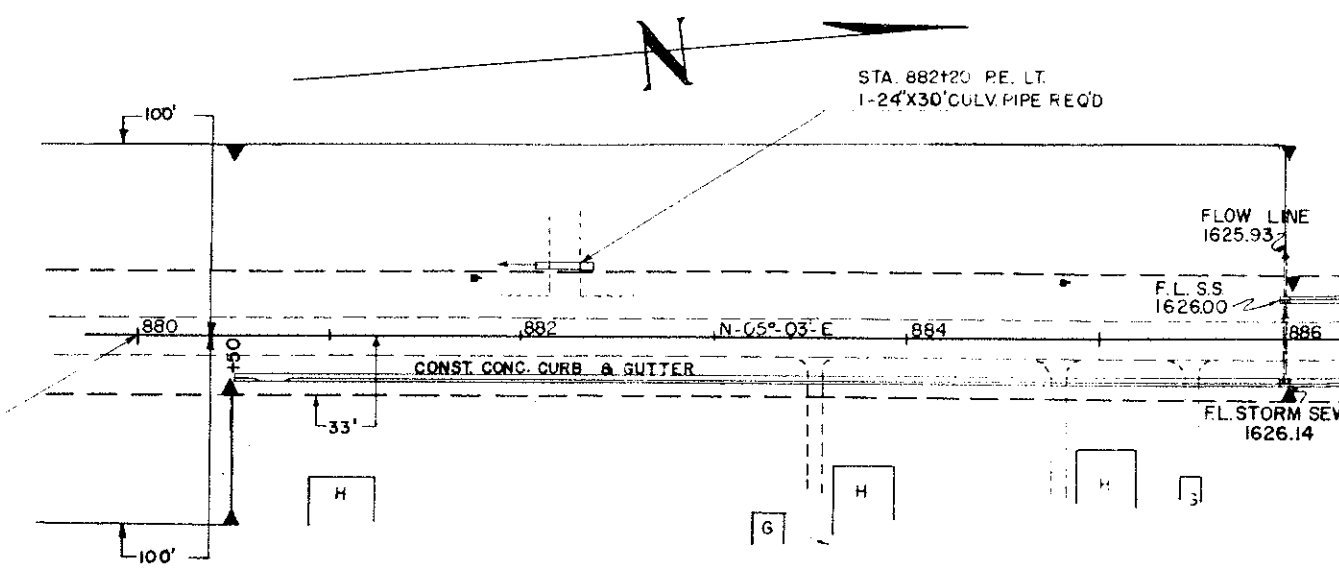 N
STA. 882+20 P.E. LT.
1-24"X30' CULV. PIPE REQ'D
100'
FLOW LINE
1625.93
F.L. S.S.
1626.00
880
882
N-05°-03'-E
884
886
+50
CONST. CONC. CURB & GUTTER
33'
F.L. STORM SEW
1626.14
H
H
H
G
G
100'